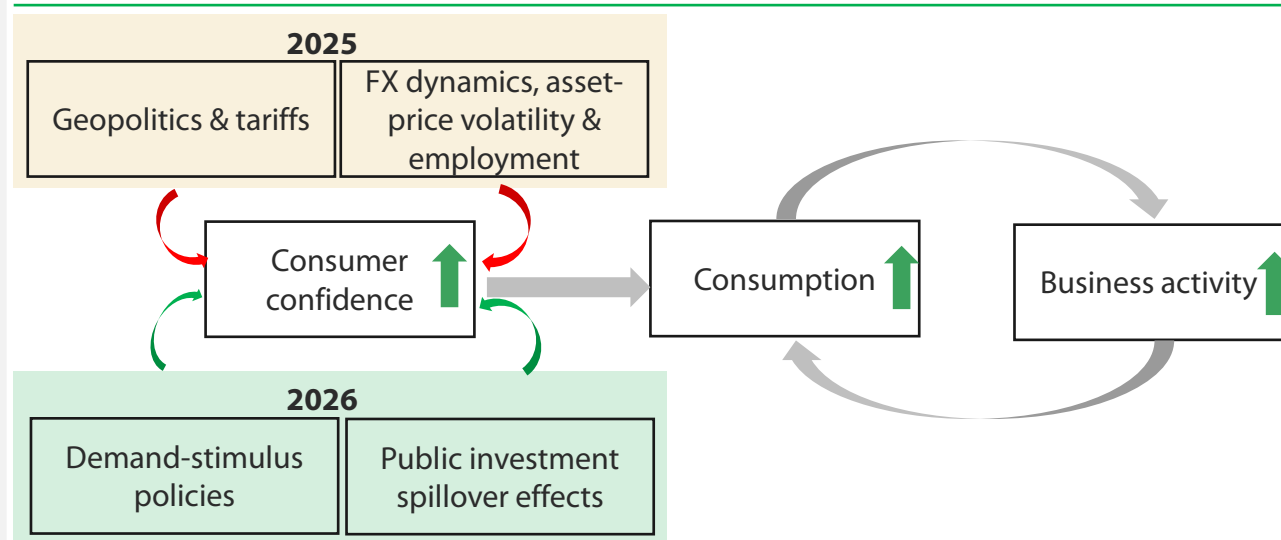 2025
Geopolitics & tariffs
FX dynamics, asset-
price volatility &
employment
Consumer
confidence
Consumption
Business activity
2026
Demand-stimulus
policies
Public investment
spillover effects